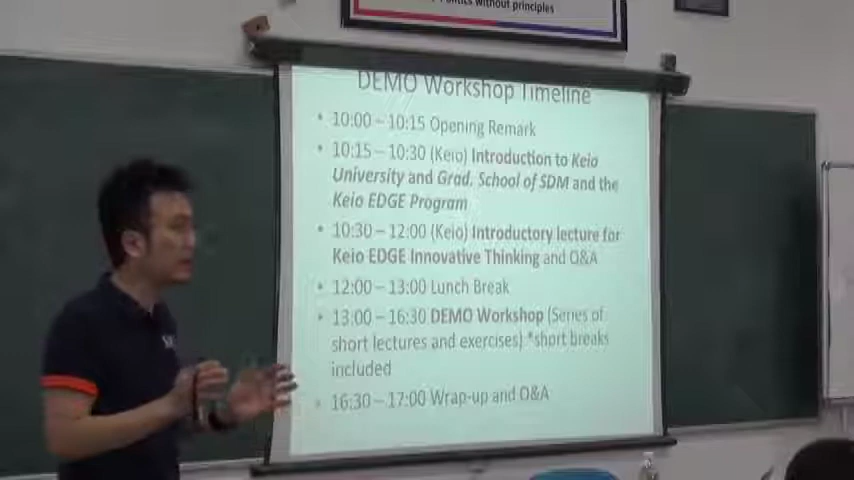 Politics without principles
DEMO Workshop Timeline
• 10:00 – 10:15 Opening Remark
• 10:15 – 10:30 (Keio) Introduction to Keio
University and Grad. School of SDM and the
Keio EDGE Program
• 10:30 – 12:00 (Keio) Introductory lecture for
Keio EDGE Innovative Thinking and Q&A
• 12:00 – 13:00 Lunch Break
• 13:00 – 16:30 DEMO Workshop (Series of
short lectures and exercises) *short breaks
included
• 16:30 – 17:00 Wrap-up and Q&A